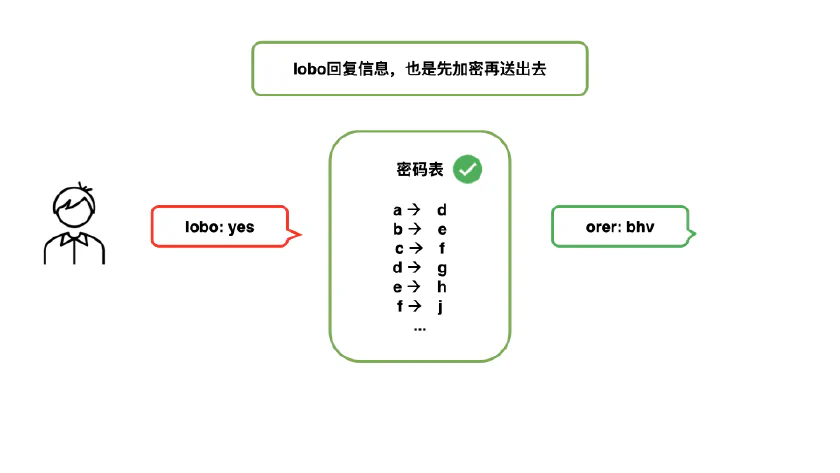 lobo回复信息，也是先加密再送出去
密码表
lobo: yes
a → d
b → e
c → f
d → g
e → h
f → j
...
orer: bhv